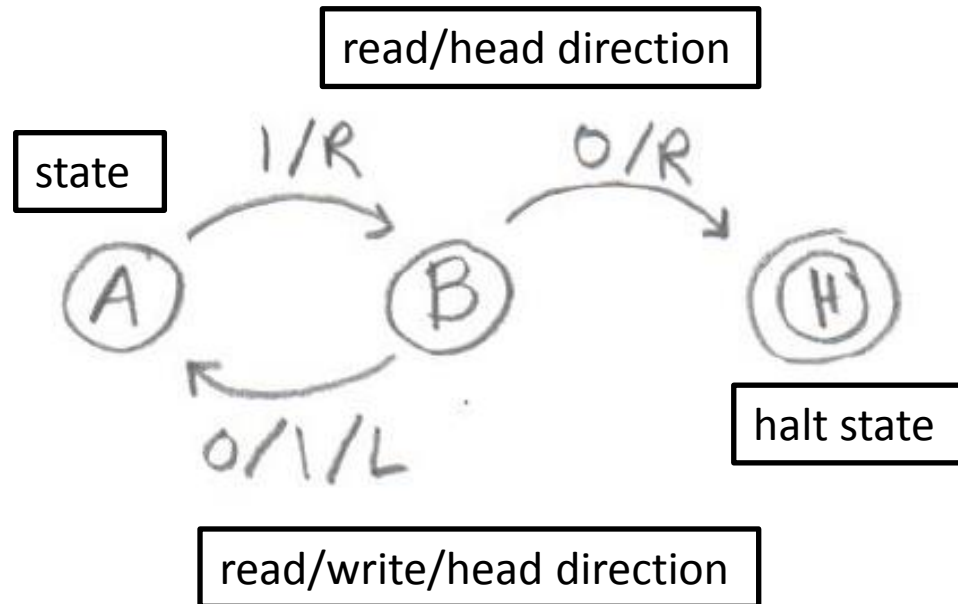 read/head direction
state
1/R
0/R
A
B
H
0/1/L
halt state
read/write/head direction